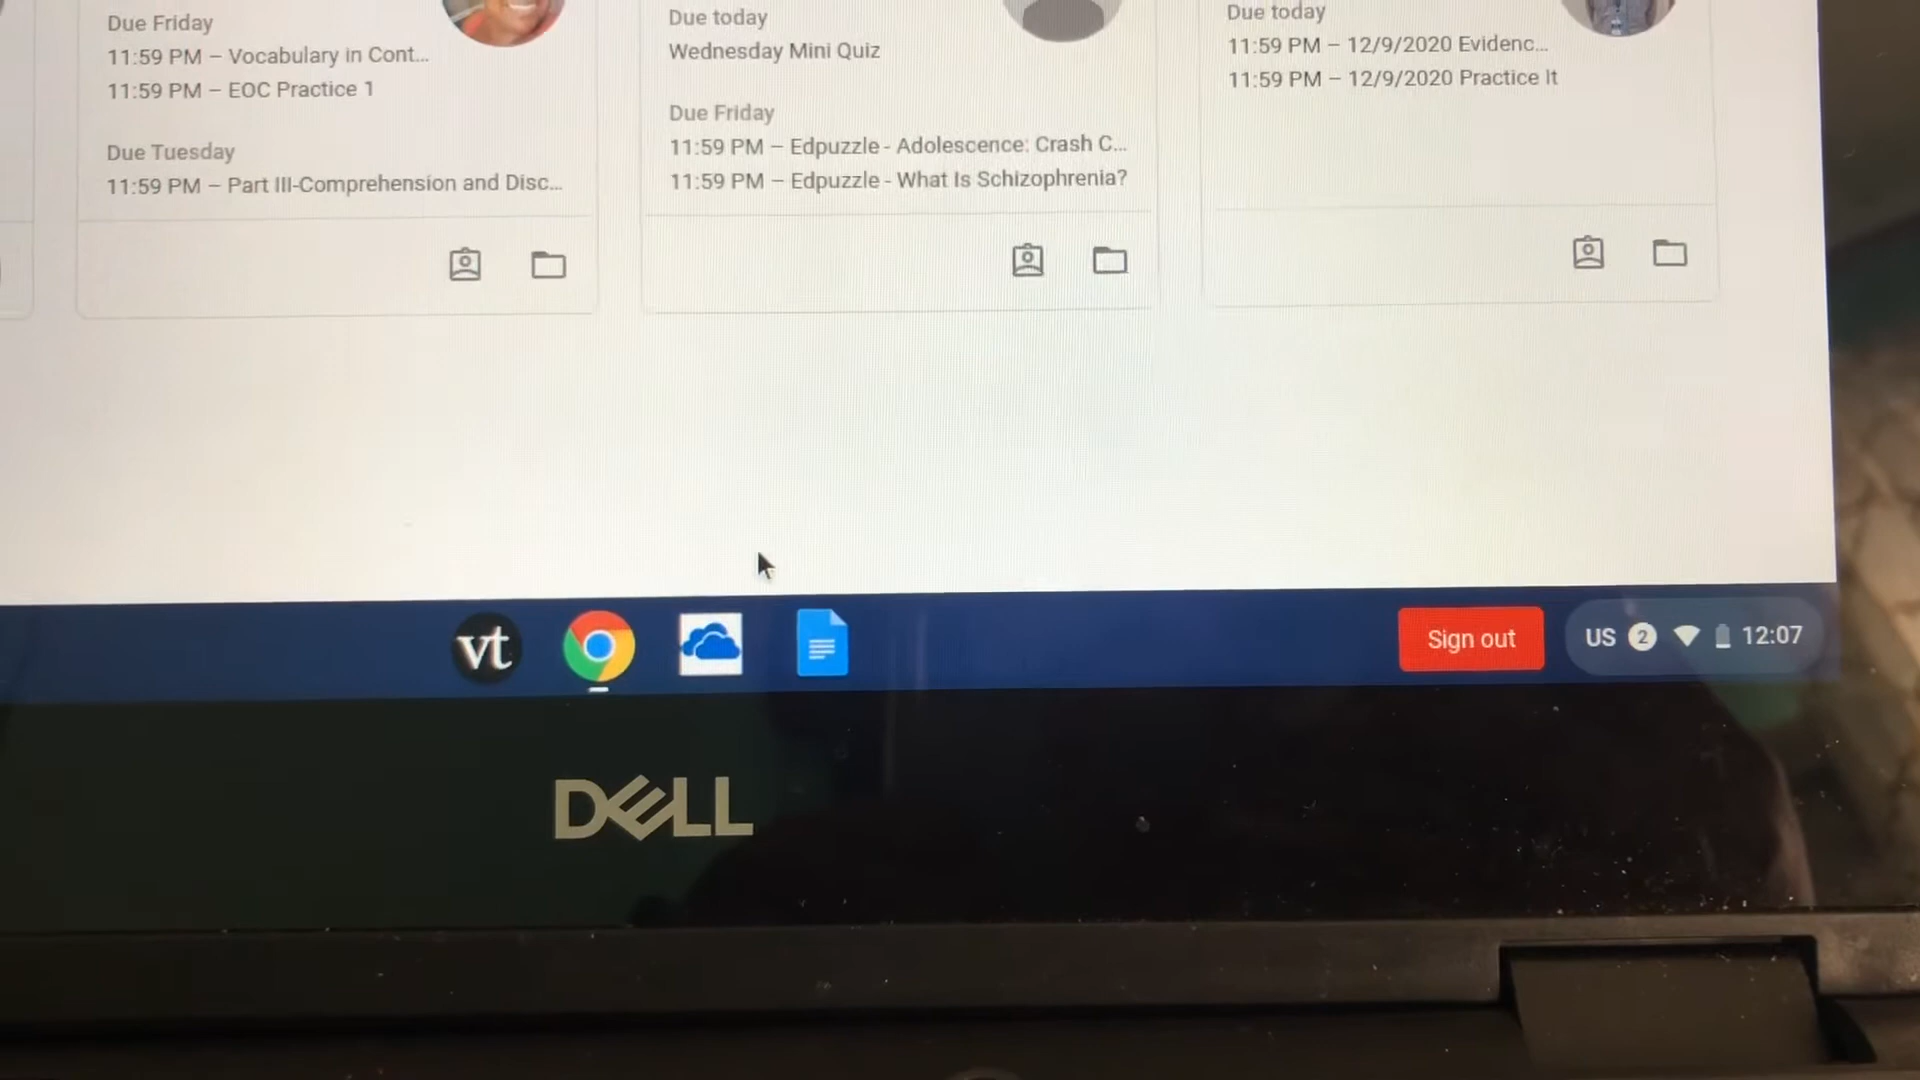 Due Friday
11:59 PM – Vocabulary in Cont...
11:59 PM – EOC Practice 1
Due Tuesday
11:59 PM – Part III-Comprehension and Disc...
Due today
Wednesday Mini Quiz
Due Friday
11:59 PM – Edpuzzle - Adolescence: Crash C...
11:59 PM – Edpuzzle - What Is Schizophrenia?
Due today
11:59 PM – 12/9/2020 Evidenc...
11:59 PM – 12/9/2020 Practice It
vt
Sign out
US 2 12:07
DELL